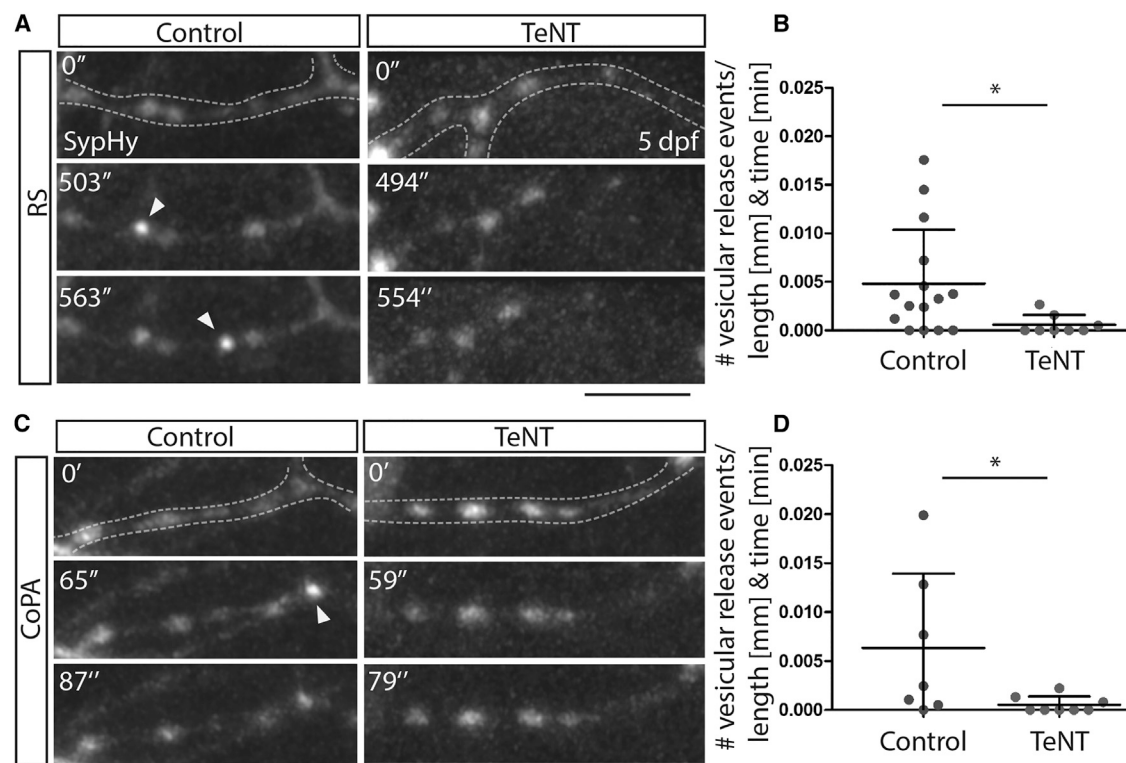 A
Control
TeNT
RS
0″
SypHy
0″
5 dpf
503″
494″
563″
554″
B
# vesicular release events/
length [mm] & time [min]
0.025
0.020
0.015
0.010
0.005
0.000
*
Control
TeNT
C
Control
TeNT
CoPA
0′
0′
65″
59″
87″
79″
D
# vesicular release events/
length [mm] & time [min]
0.025
0.020
0.015
0.010
0.005
0.000
*
Control
TeNT